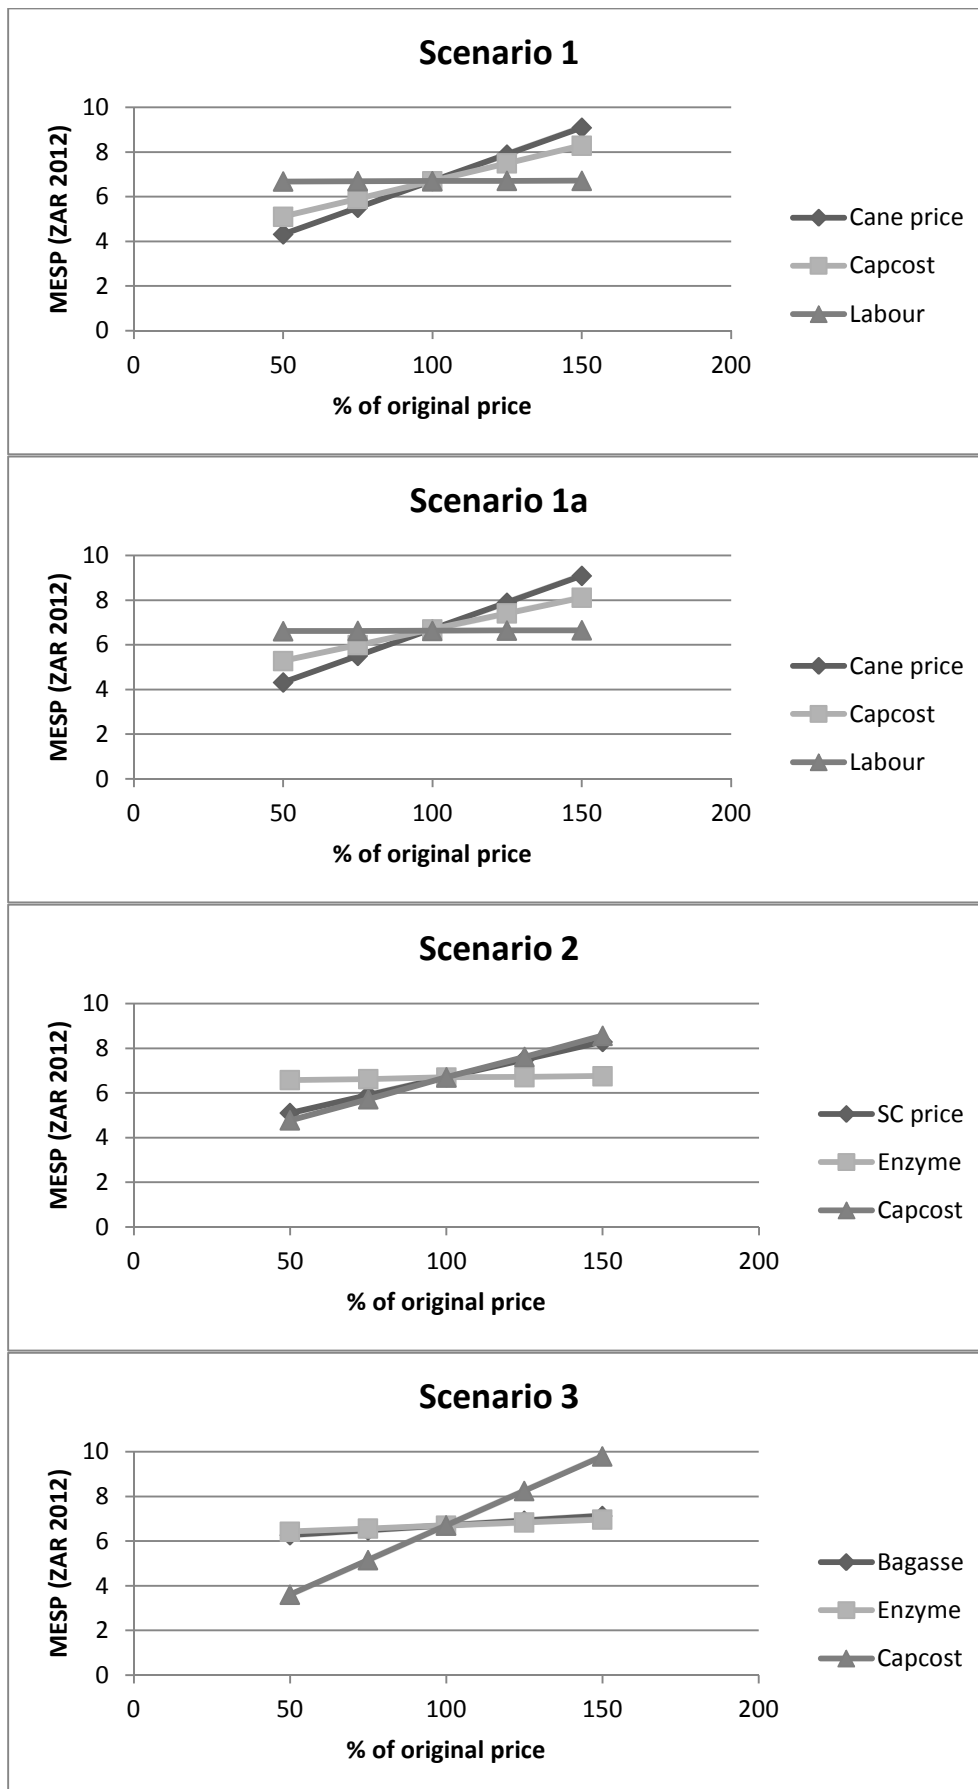 Scenario 1
MESP (ZAR 2012)
10
8
6
4
2
0
0 50 100 150 200
% of original price
Cane price
Capcost
Labour
Scenario 1a
MESP (ZAR 2012)
10
8
6
4
2
0
0 50 100 150 200
% of original price
Cane price
Capcost
Labour
Scenario 2
MESP (ZAR 2012)
10
8
6
4
2
0
0 50 100 150 200
% of original price
SC price
Enzyme
Capcost
Scenario 3
MESP (ZAR 2012)
10
8
6
4
2
0
0 50 100 150 200
% of original price
Bagasse
Enzyme
Capcost